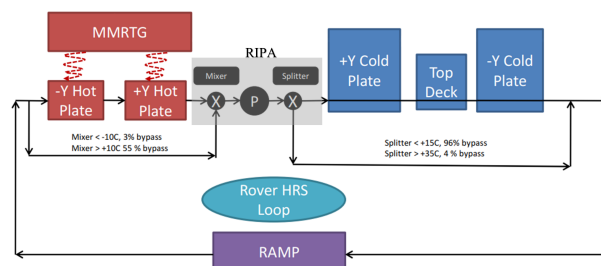 MMRTG
RIPA
Mixer
Splitter
-Y Hot
Plate
+Y Hot
Plate
X
P
X
+Y Cold
Plate
Top
Deck
-Y Cold
Plate
Mixer < -10C, 3% bypass
Mixer > +10C 55 % bypass
Splitter < +15C, 96% bypass
Splitter > +35C, 4 % bypass
Rover HRS
Loop
RAMP